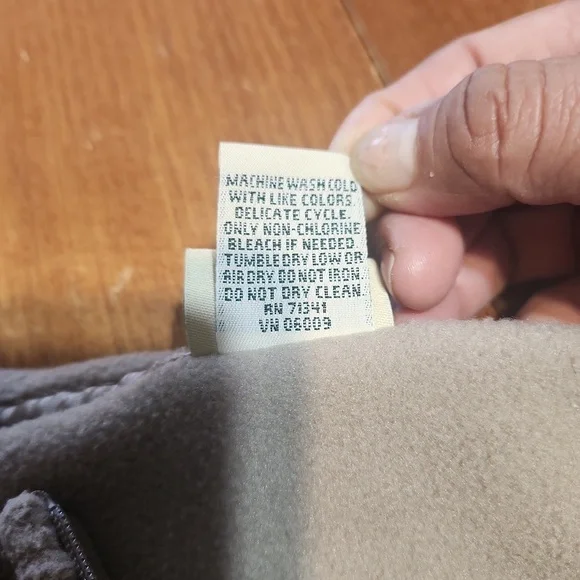 MACHINE WASH COLD
WITH LIKE COLORS.
DELICATE CYCLE.
ONLY NON-CHLORINE
BLEACH IF NEEDED.
TUMBLE DRY LOW OR
AIR DRY. DO NOT IRON.
DO NOT DRY CLEAN.
RN 71341
VN 06009